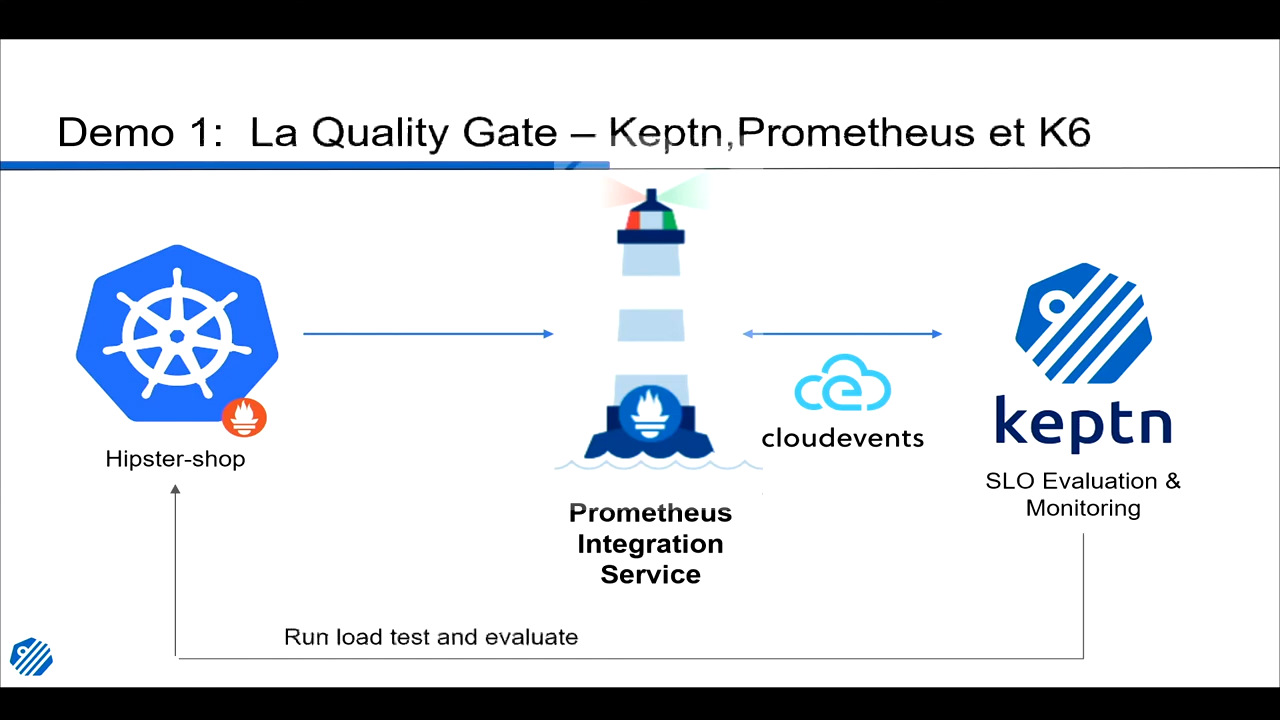 Demo 1:  La Quality Gate – Keptn,Prometheus et K6
Hipster-shop
cloudevents
keptn
SLO Evaluation &
Monitoring
Prometheus
Integration
Service
Run load test and evaluate